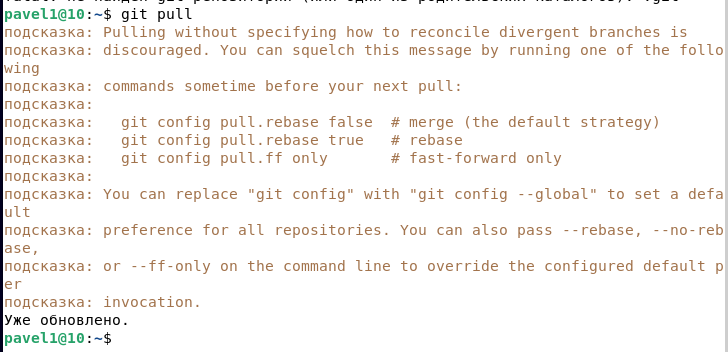 pavel1@10:~$ git pull
подсказка: Pulling without specifying how to reconcile divergent branches is
подсказка: discouraged. You can squelch this message by running one of the follo
wing
подсказка: commands sometime before your next pull:
подсказка:
подсказка:   git config pull.rebase false  # merge (the default strategy)
подсказка:   git config pull.rebase true   # rebase
подсказка:   git config pull.ff only       # fast-forward only
подсказка:
подсказка: You can replace "git config" with "git config --global" to set a defa
ult
подсказка: preference for all repositories. You can also pass --rebase, --no-reb
ase,
подсказка: or --ff-only on the command line to override the configured default p
er
подсказка: invocation.
Уже обновлено.
pavel1@10:~$